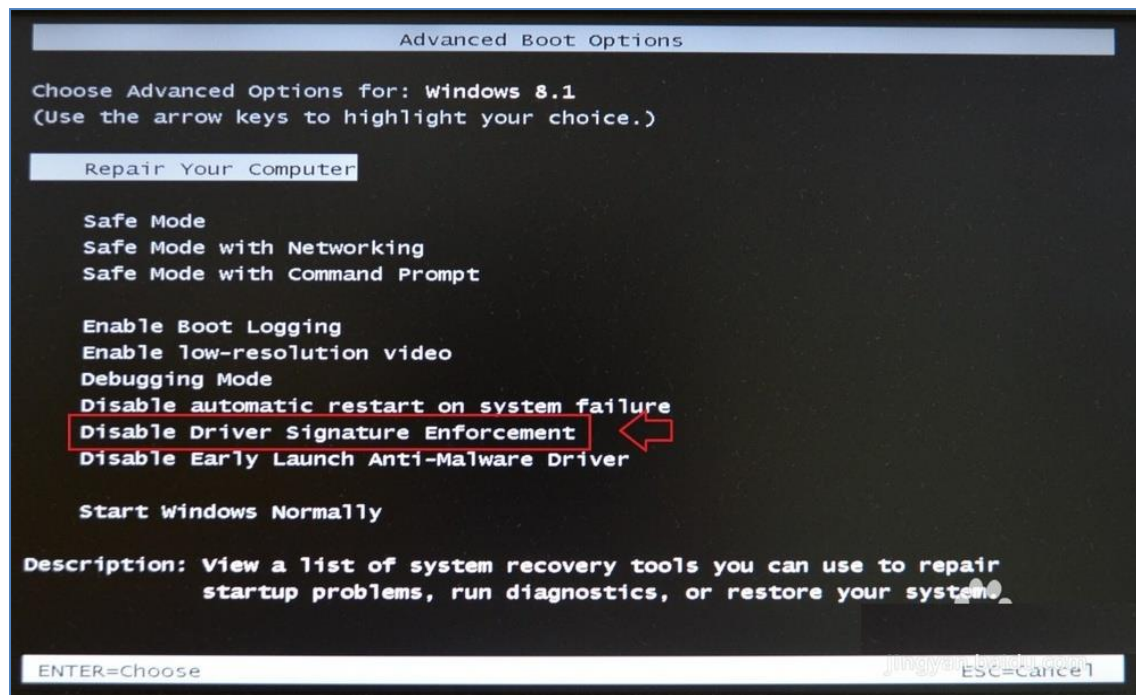 Advanced Boot Options
Choose Advanced Options for: Windows 8.1
(Use the arrow keys to highlight your choice.)
Repair Your Computer
Safe Mode
Safe Mode with Networking
Safe Mode with Command Prompt
Enable Boot Logging
Enable low-resolution video
Debugging Mode
Disable automatic restart on system failure
Disable Driver Signature Enforcement
Disable Early Launch Anti-Malware Driver
Start Windows Normally
Description: View a list of system recovery tools you can use to repair
startup problems, run diagnostics, or restore your system.
ENTER=Choose ESC=Cancel
jingyan.baidu.com